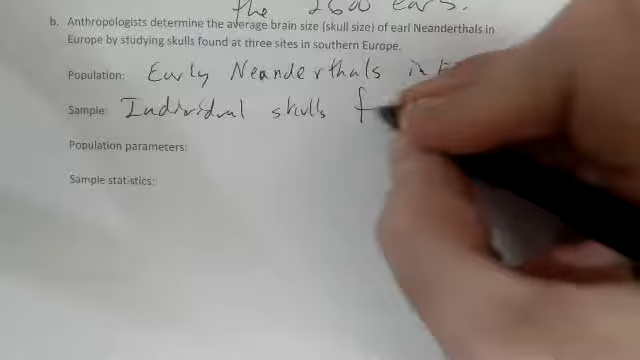 the 2600 ears.
b. Anthropologists determine the average brain size (skull size) of earl Neanderthals in
Europe by studying skulls found at three sites in southern Europe.
Population: Early Neanderthals in E
Sample: Individual skulls f
Population parameters:
Sample statistics: